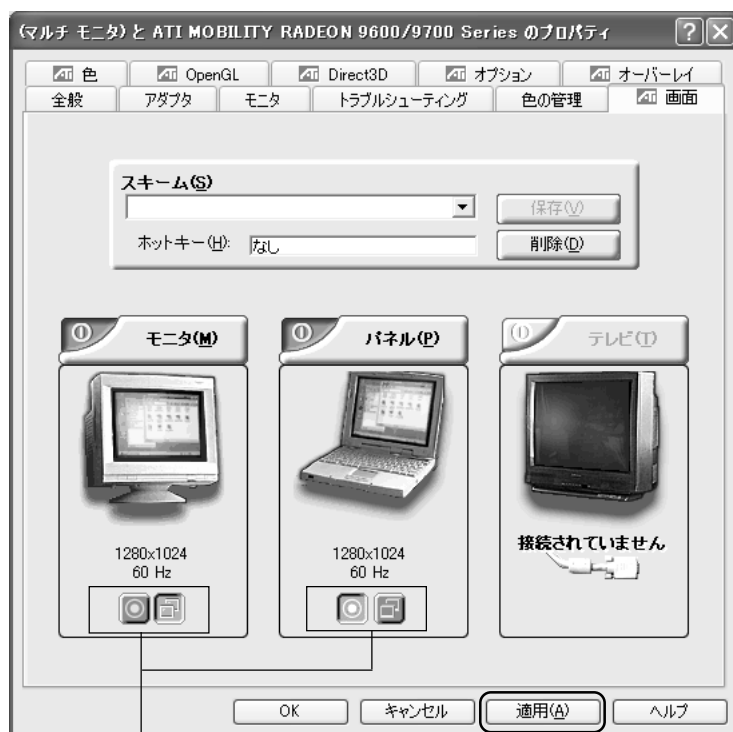 (マルチ モニタ) と ATI MOBILITY RADEON 9600/9700 Series のプロパティ
色 OpenGL Direct3D オプション オーバーレイ
全般 アダプタ モニタ トラブルシューティング 色の管理 画面
スキーム(S)
保存(V)
ホットキー(H): なし 削除(D)
モニタ(M) パネル(P) テレビ(T)
1280x1024 1280x1024 接続されていません
60 Hz 60 Hz
OK キャンセル 適用(A) ヘルプ